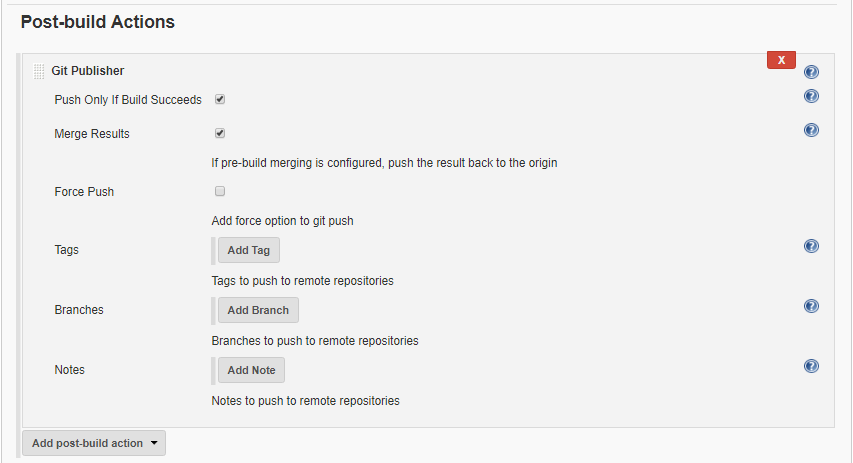 Post-build Actions
Git Publisher
X
?
Push Only If Build Succeeds
?
Merge Results
?
If pre-build merging is configured, push the result back to the origin
Force Push
Add force option to git push
Tags
Add Tag
?
Tags to push to remote repositories
Branches
Add Branch
?
Branches to push to remote repositories
Notes
Add Note
?
Notes to push to remote repositories
Add post-build action